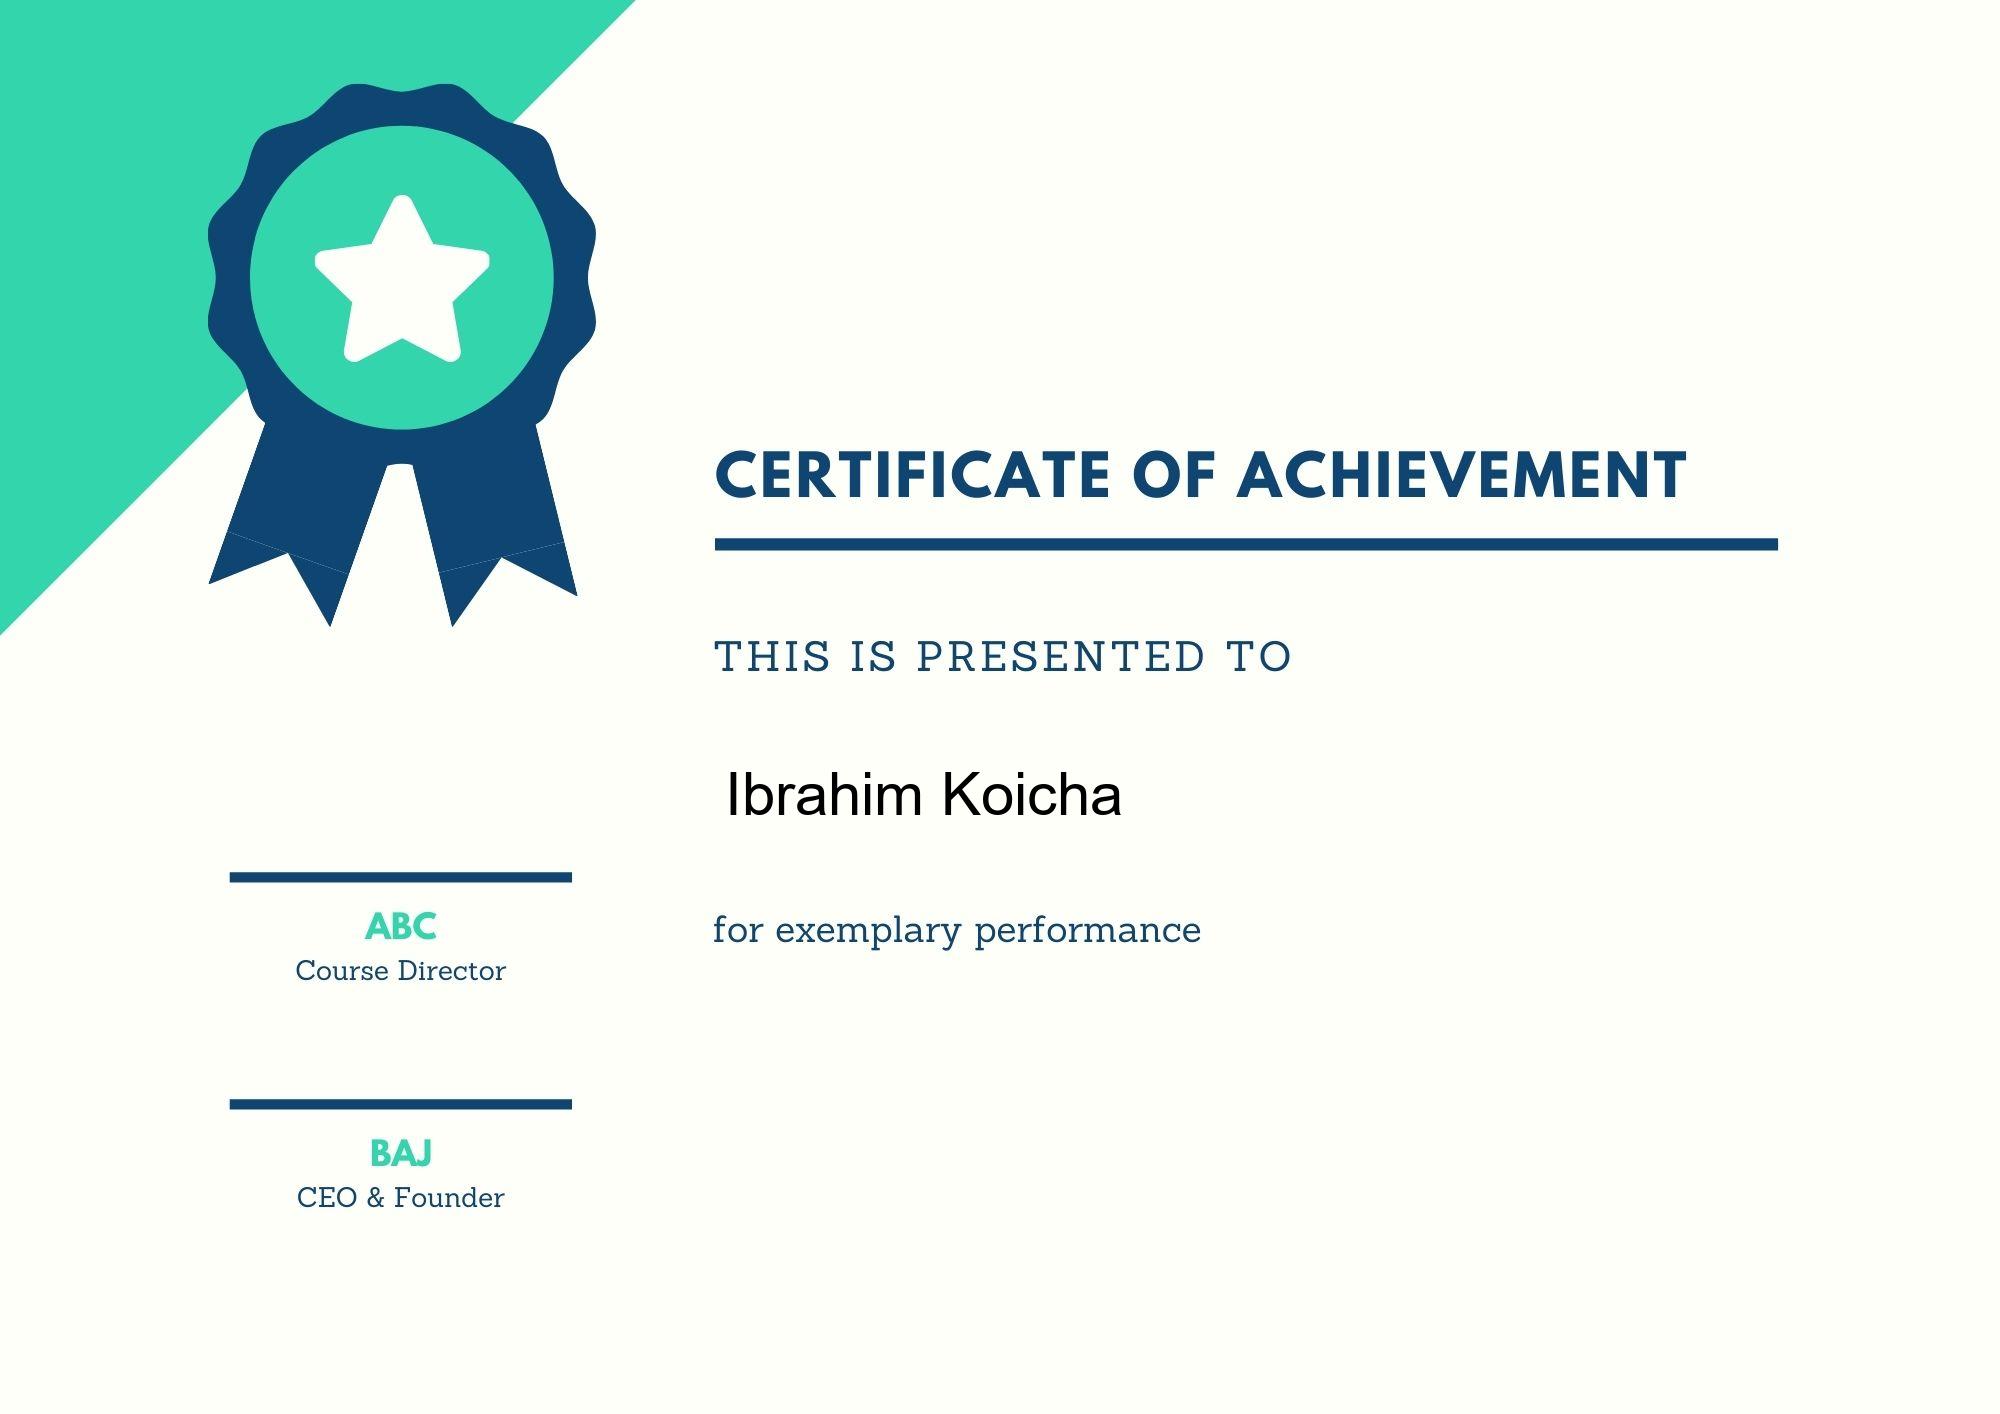 CERTIFICATE OF ACHIEVEMENT
THIS IS PRESENTED TO
Ibrahim Koicha
for exemplary performance
ABC
Course Director
BAJ
CEO & Founder